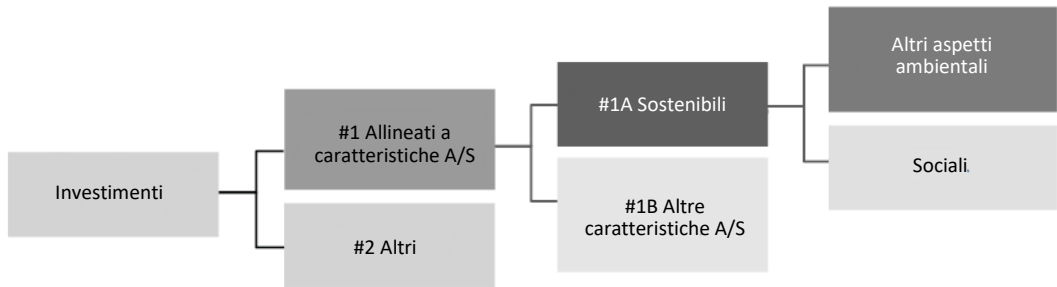 Investimenti
#1 Allineati a
caratteristiche A/S
#2 Altri
#1A Sostenibili
#1B Altre
caratteristiche A/S
Altri aspetti
ambientali
Sociali.